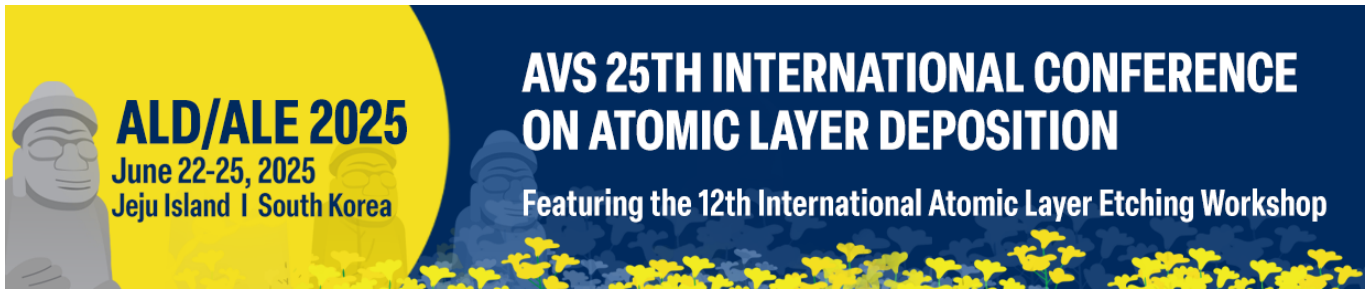 ALD/ALE 2025
June 22-25, 2025
Jeju Island | South Korea
AVS 25TH INTERNATIONAL CONFERENCE
ON ATOMIC LAYER DEPOSITION
Featuring the 12th International Atomic Layer Etching Workshop